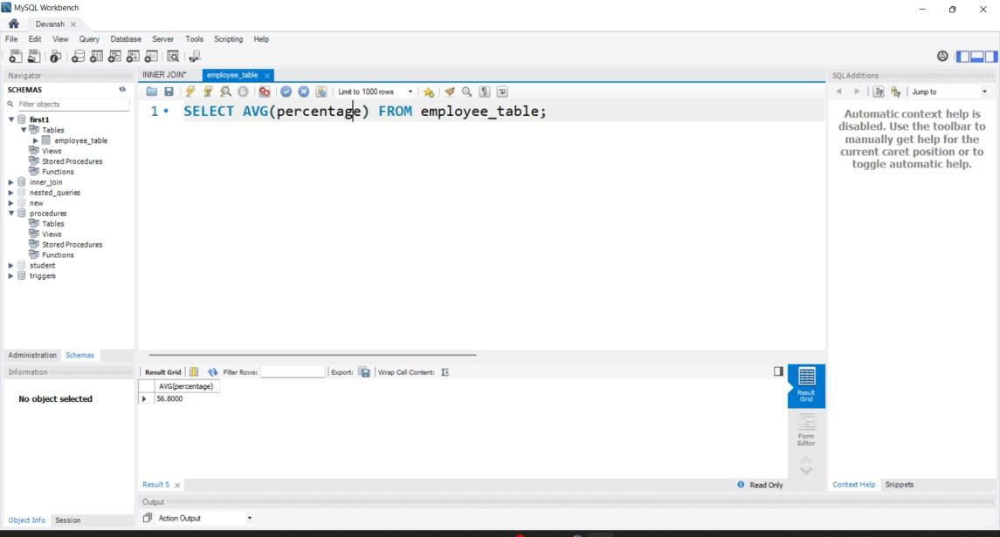 MySQL Workbench
Devansh
File Edit View Query Database Server Tools Scripting Help
Navigator
SCHEMAS
Filter objects
first1
Tables
employee_table
Views
Stored Procedures
Functions
inner_join
nested_queries
new
procedures
Tables
Views
Stored Procedures
Functions
student
triggers
Administration Schemas
Information
No object selected
Object Info Session
INNER JOIN* employee_table
Limit to 1000 rows
1 SELECT AVG(percentage) FROM employee_table;
Result Grid Filter Rows: Export: Wrap Cell Content:
AVG(percentage)
56.8000
Result
Grid
Form
Editor
Result 5 Read Only
Output
Action Output
SQLAdditions
Jump to
Automatic context help is
disabled. Use the toolbar to
manually get help for the
current caret position or to
toggle automatic help.
Context Help Snippets